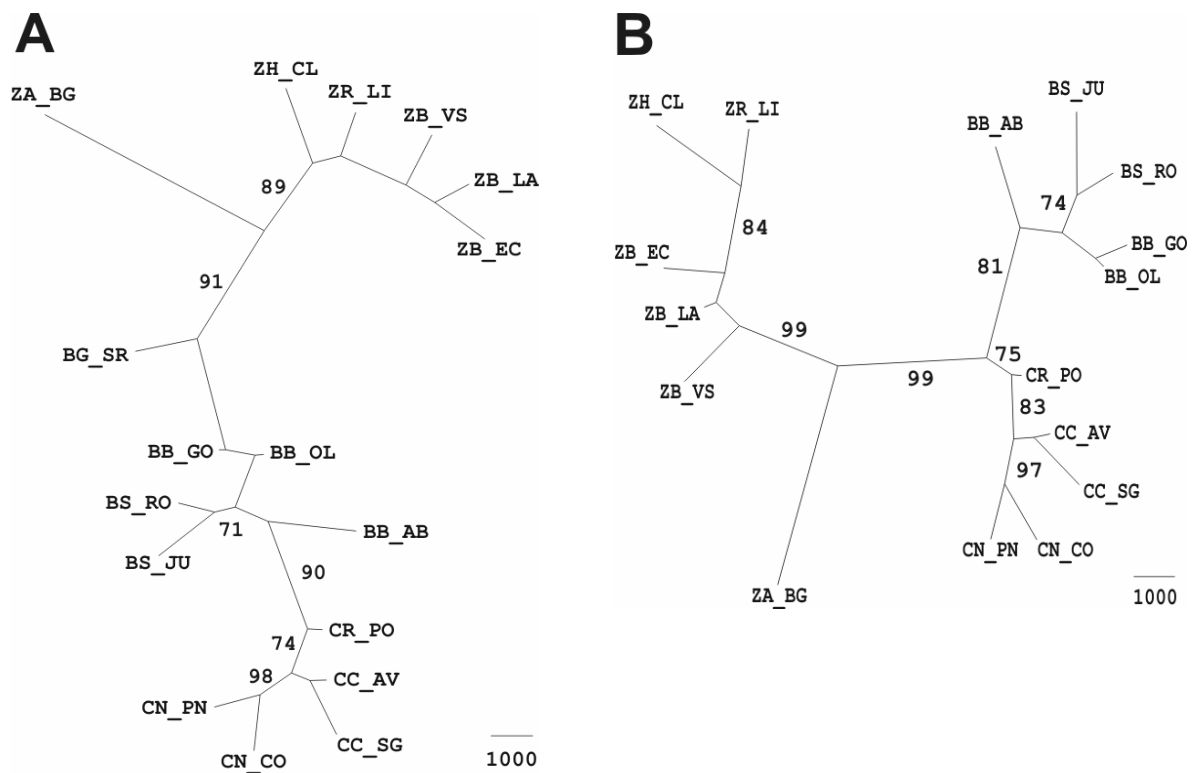 A
ZA_BG
ZH_CL
ZR_LI
ZB_VS
ZB_LA
ZB_EC
89
91
BG_SR
BB_GO
BB_OL
BS_RO
71
BS_JU
BB_AB
90
CR_PO
74
98
CC_AV
CN_PN
CC_SG
CN_CO
1000
B
ZH_CL
ZR_LI
BS_JU
BB_AB
BS_RO
74
84
ZB_EC
BB_GO
81
BB_OL
ZB_LA
99
75
99
CR_PO
ZB_VS
83
CC_AV
97
CC_SG
CN_PN
CN_CO
ZA_BG
1000